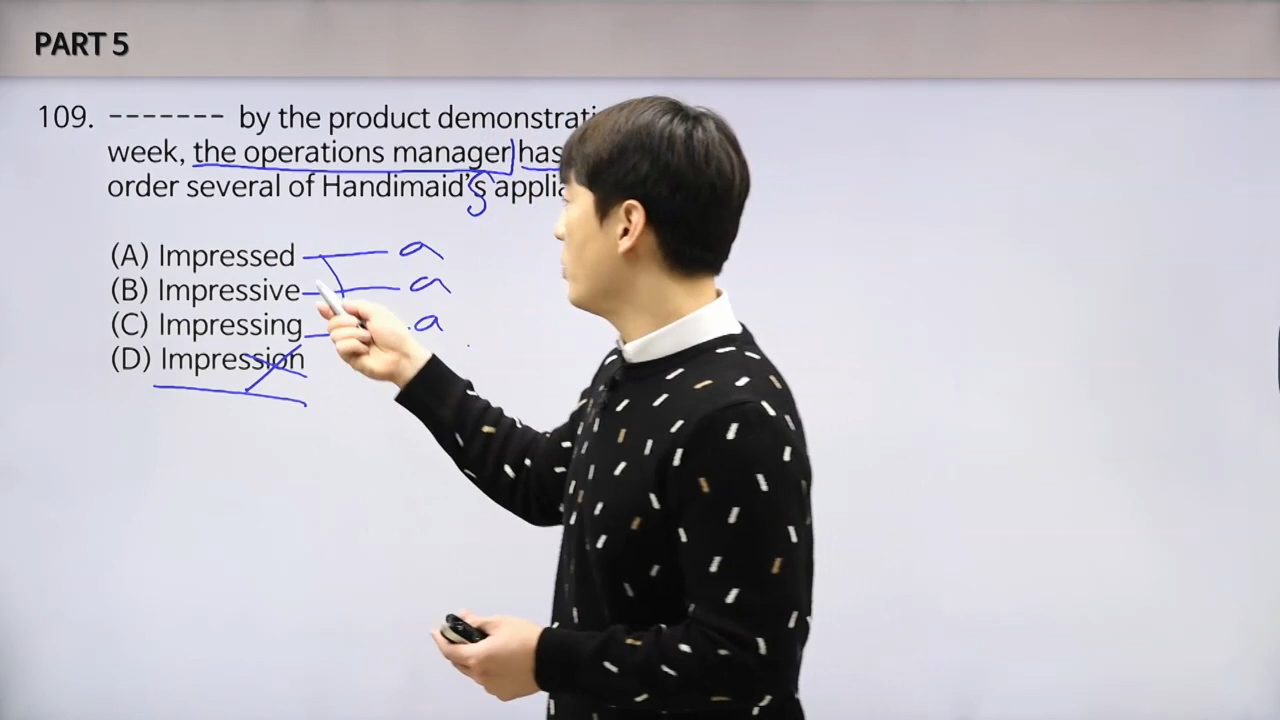 PART 5
109. ------- by the product demonstrati
week, the operations manager has
order several of Handimaid's applia
(A) Impressed a
(B) Impressive a
(C) Impressing a
(D) Impression